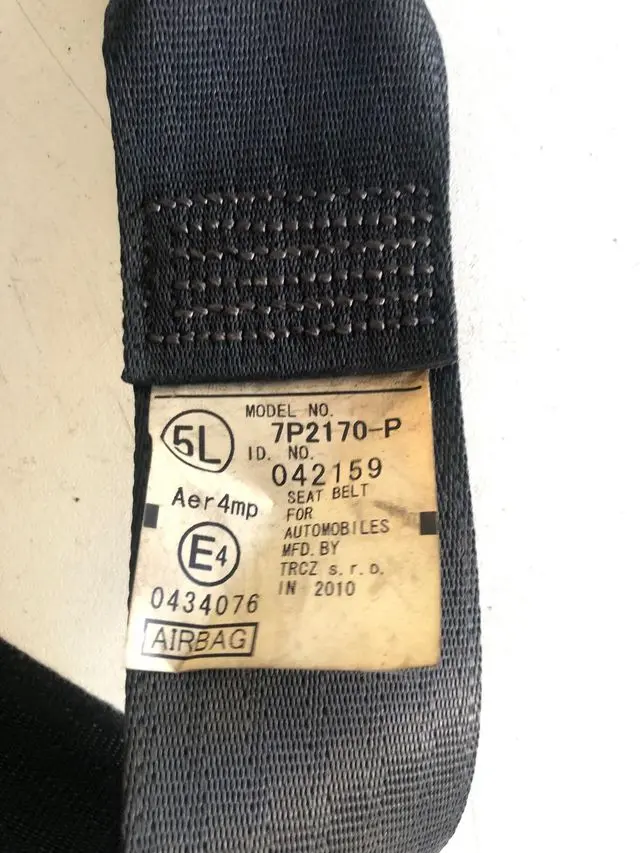 MODEL NO.
5L
7P2170-P
ID. NO.
042159
Aer4mp
SEAT BELT
FOR
AUTOMOBILES
E4
MFD. BY
TRCZ s. r. o.
0434076
IN 2010
AIRBAG